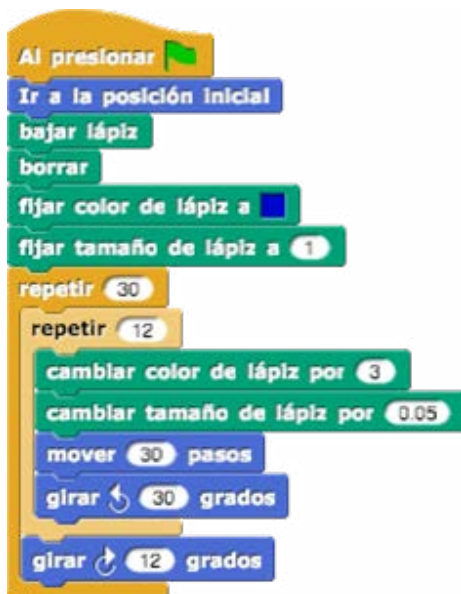 Al presionar
Ir a la posición inicial
bajar lápiz
borrar
fijar color de lápiz a
fijar tamaño de lápiz a 1
repetir 30
repetir 12
cambiar color de lápiz por 3
cambiar tamaño de lápiz por 0.05
mover 30 pasos
girar 30 grados
girar 12 grados